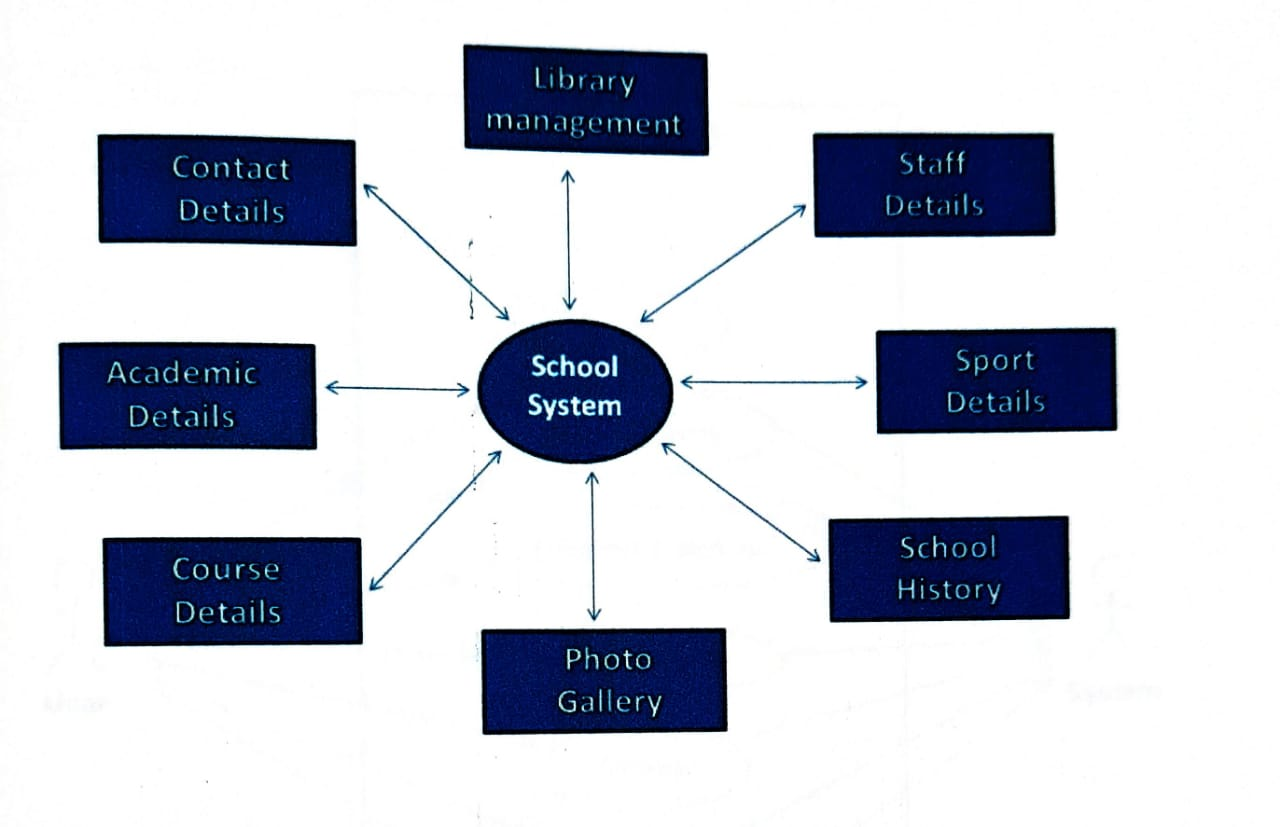 Library
management
Contact
Details
Staff
Details
Academic
Details
School
System
Sport
Details
Course
Details
School
History
Photo
Gallery